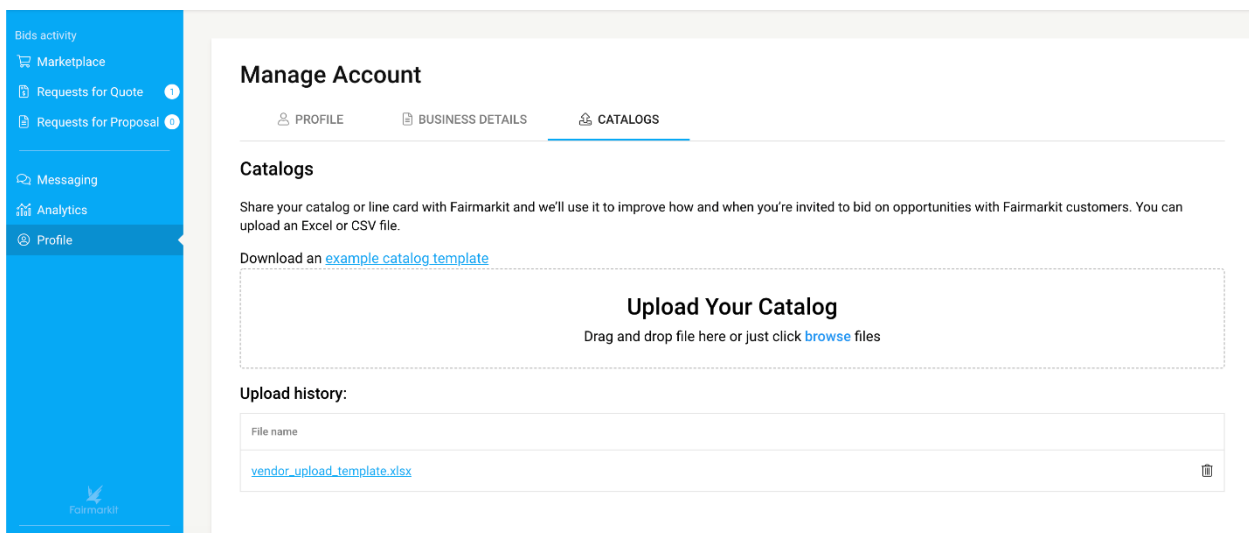 Bids activity
Marketplace
Requests for Quote 1
Requests for Proposal 0
Messaging
Analytics
Profile
Fairmarkit
Manage Account
PROFILE BUSINESS DETAILS CATALOGS
Catalogs
Share your catalog or line card with Fairmarkit and we'll use it to improve how and when you're invited to bid on opportunities with Fairmarkit customers. You can
upload an Excel or CSV file.
Download an example catalog template
Upload Your Catalog
Drag and drop file here or just click browse files
Upload history:
File name
vendor_upload_template.xlsx